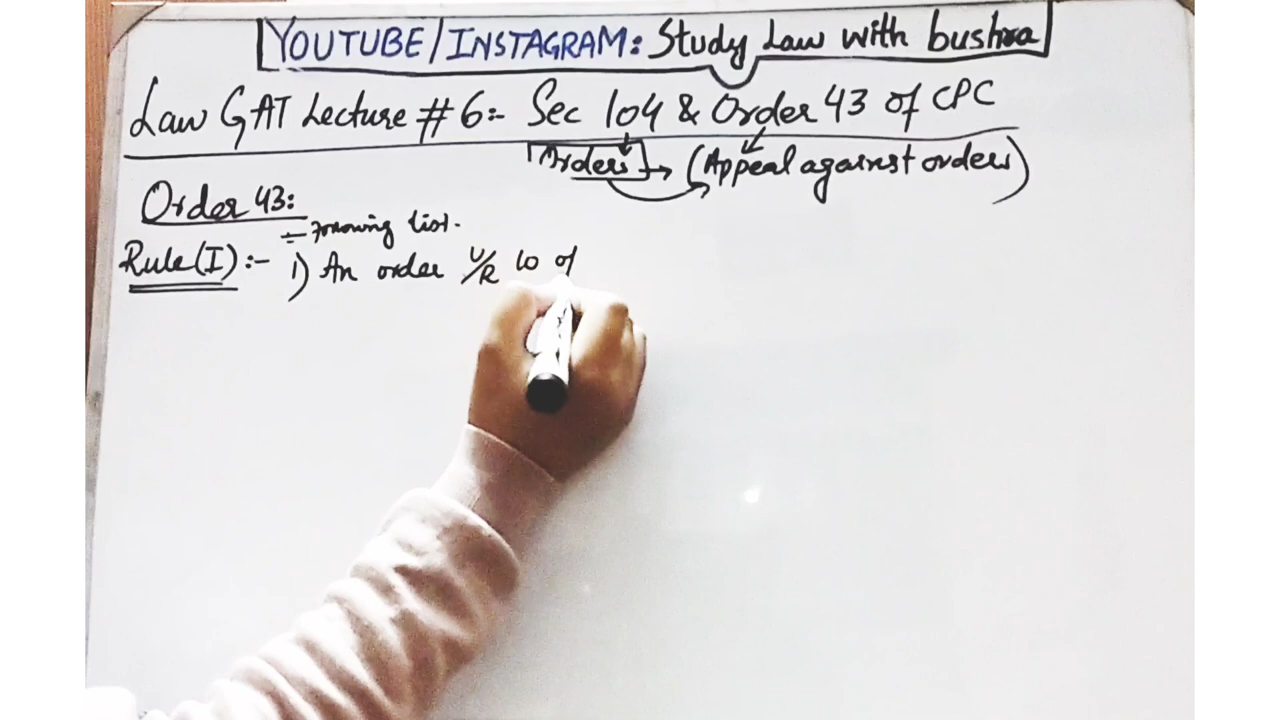 YOUTUBE/INSTAGRAM: Study Law with bushra
Law GAT Lecture # 6:- Sec 104 & Order 43 of CPC
Orders → (Appeal against orders)
Order 43:
= Following list.
Rule(I):- 1) An order U/R 10 of